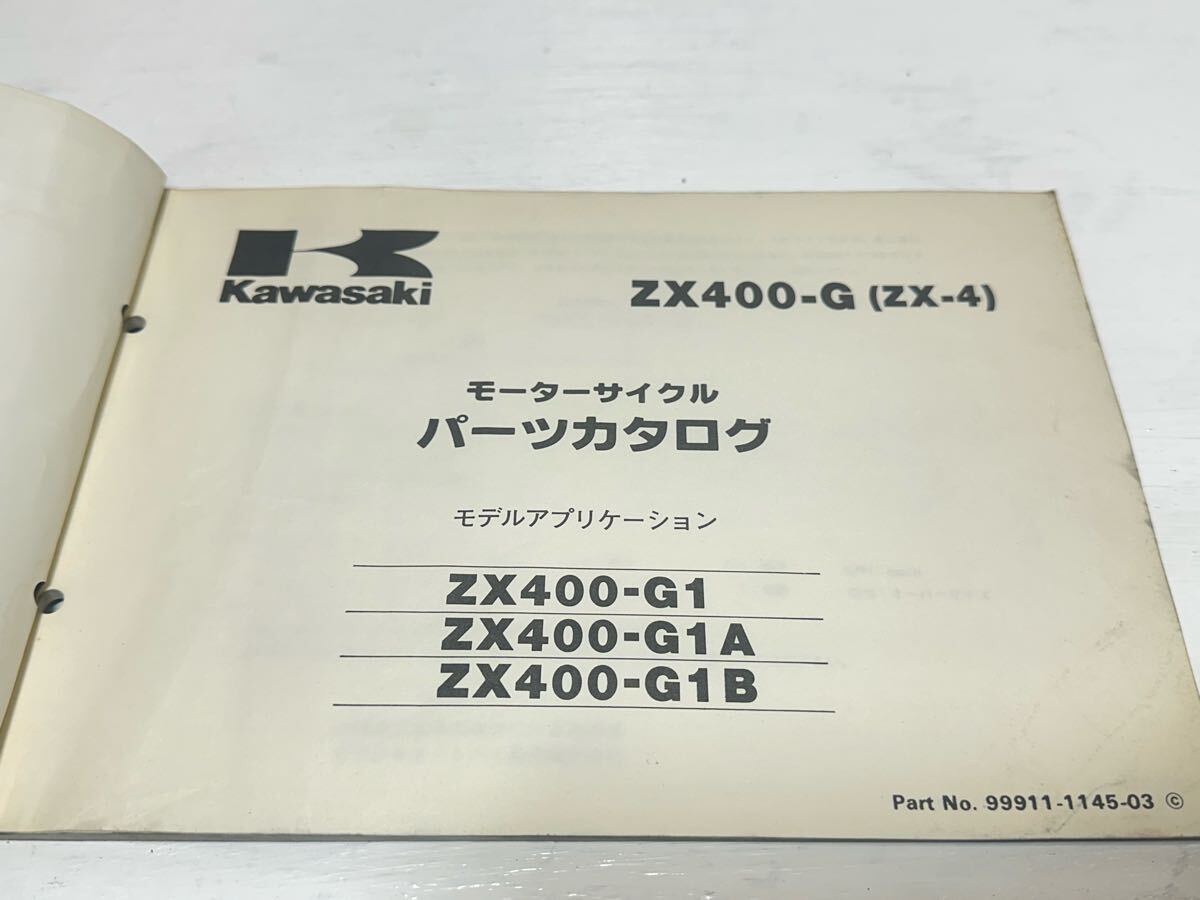 Kawasaki
ZX400-G (ZX-4)
モーターサイクル
パーツカタログ
モデルアプリケーション
ZX400-G1
ZX400-G1A
ZX400-G1B
Part No. 99911-1145-03 ©